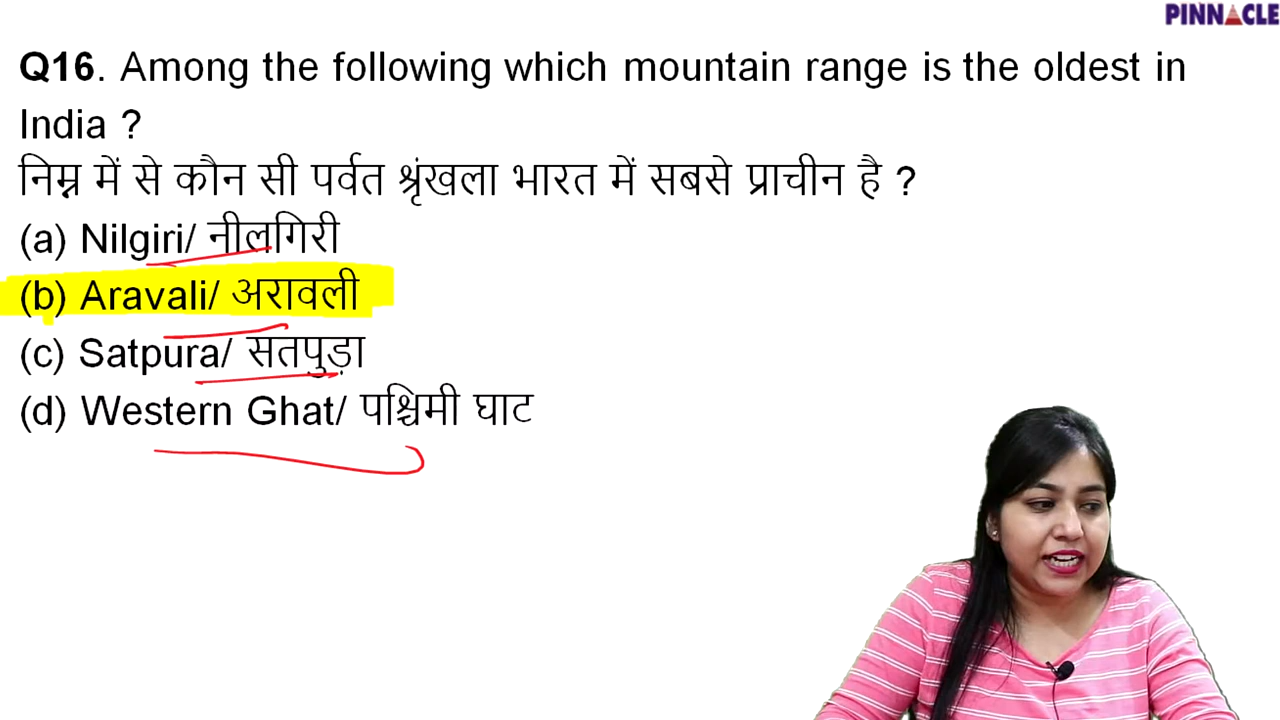 PINNACLE
Q16. Among the following which mountain range is the oldest in
India ?
निम्न में से कौन सी पर्वत श्रृंखला भारत में सबसे प्राचीन है ?
(a) Nilgiri/ नीलगिरी
(b) Aravali/ अरावली
(c) Satpura/ सतपुड़ा
(d) Western Ghat/ पश्चिमी घाट